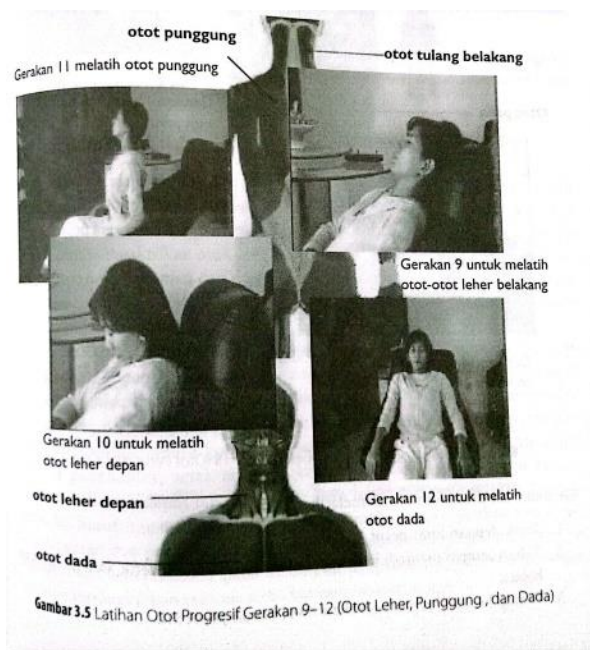 otot punggung
otot tulang belakang
Gerakan 11 melatih otot punggung
Gerakan 9 untuk melatih
otot-otot leher belakang
Gerakan 10 untuk melatih
otot leher depan
otot leher depan
Gerakan 12 untuk melatih
otot dada
otot dada
Gambar 3.5 Latihan Otot Progresif Gerakan 9–12 (Otot Leher, Punggung , dan Dada)